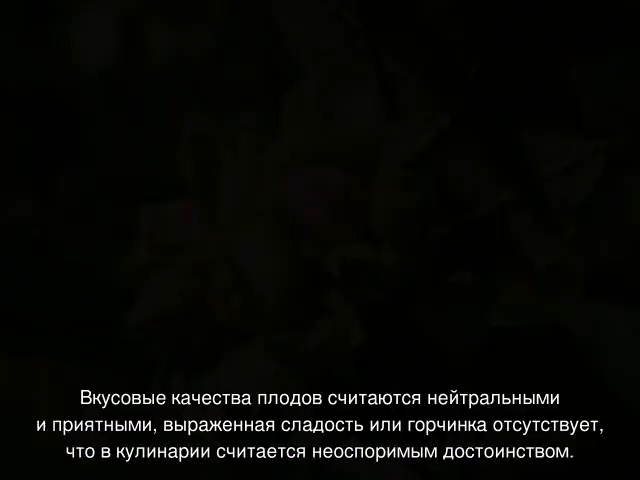 Вкусовые качества плодов считаются нейтральными
и приятными, выраженная сладость или горчинка отсутствует,
что в кулинарии считается неоспоримым достоинством.